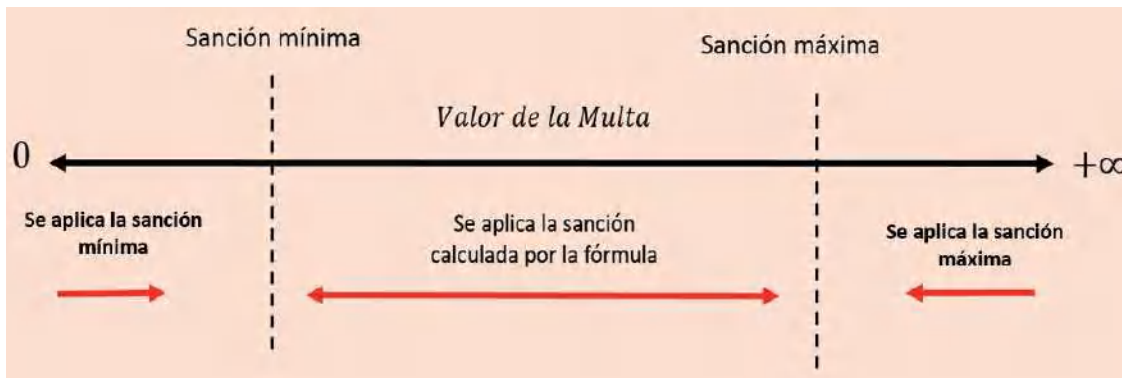 Sanción mínima
Sanción máxima
Valor de la Multa
0
+∞
Se aplica la sanción
mínima
Se aplica la sanción
calculada por la fórmula
Se aplica la sanción
máxima